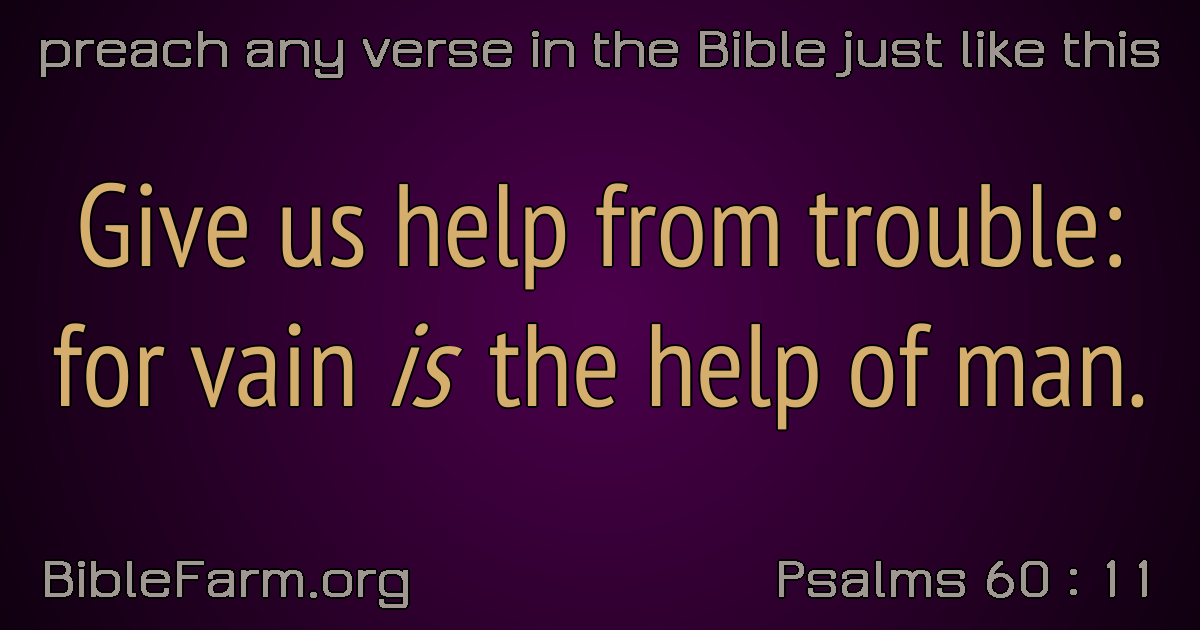 preach any verse in the Bible just like this
Give us help from trouble:
for vain is the help of man.
BibleFarm.org
Psalms 60 : 11